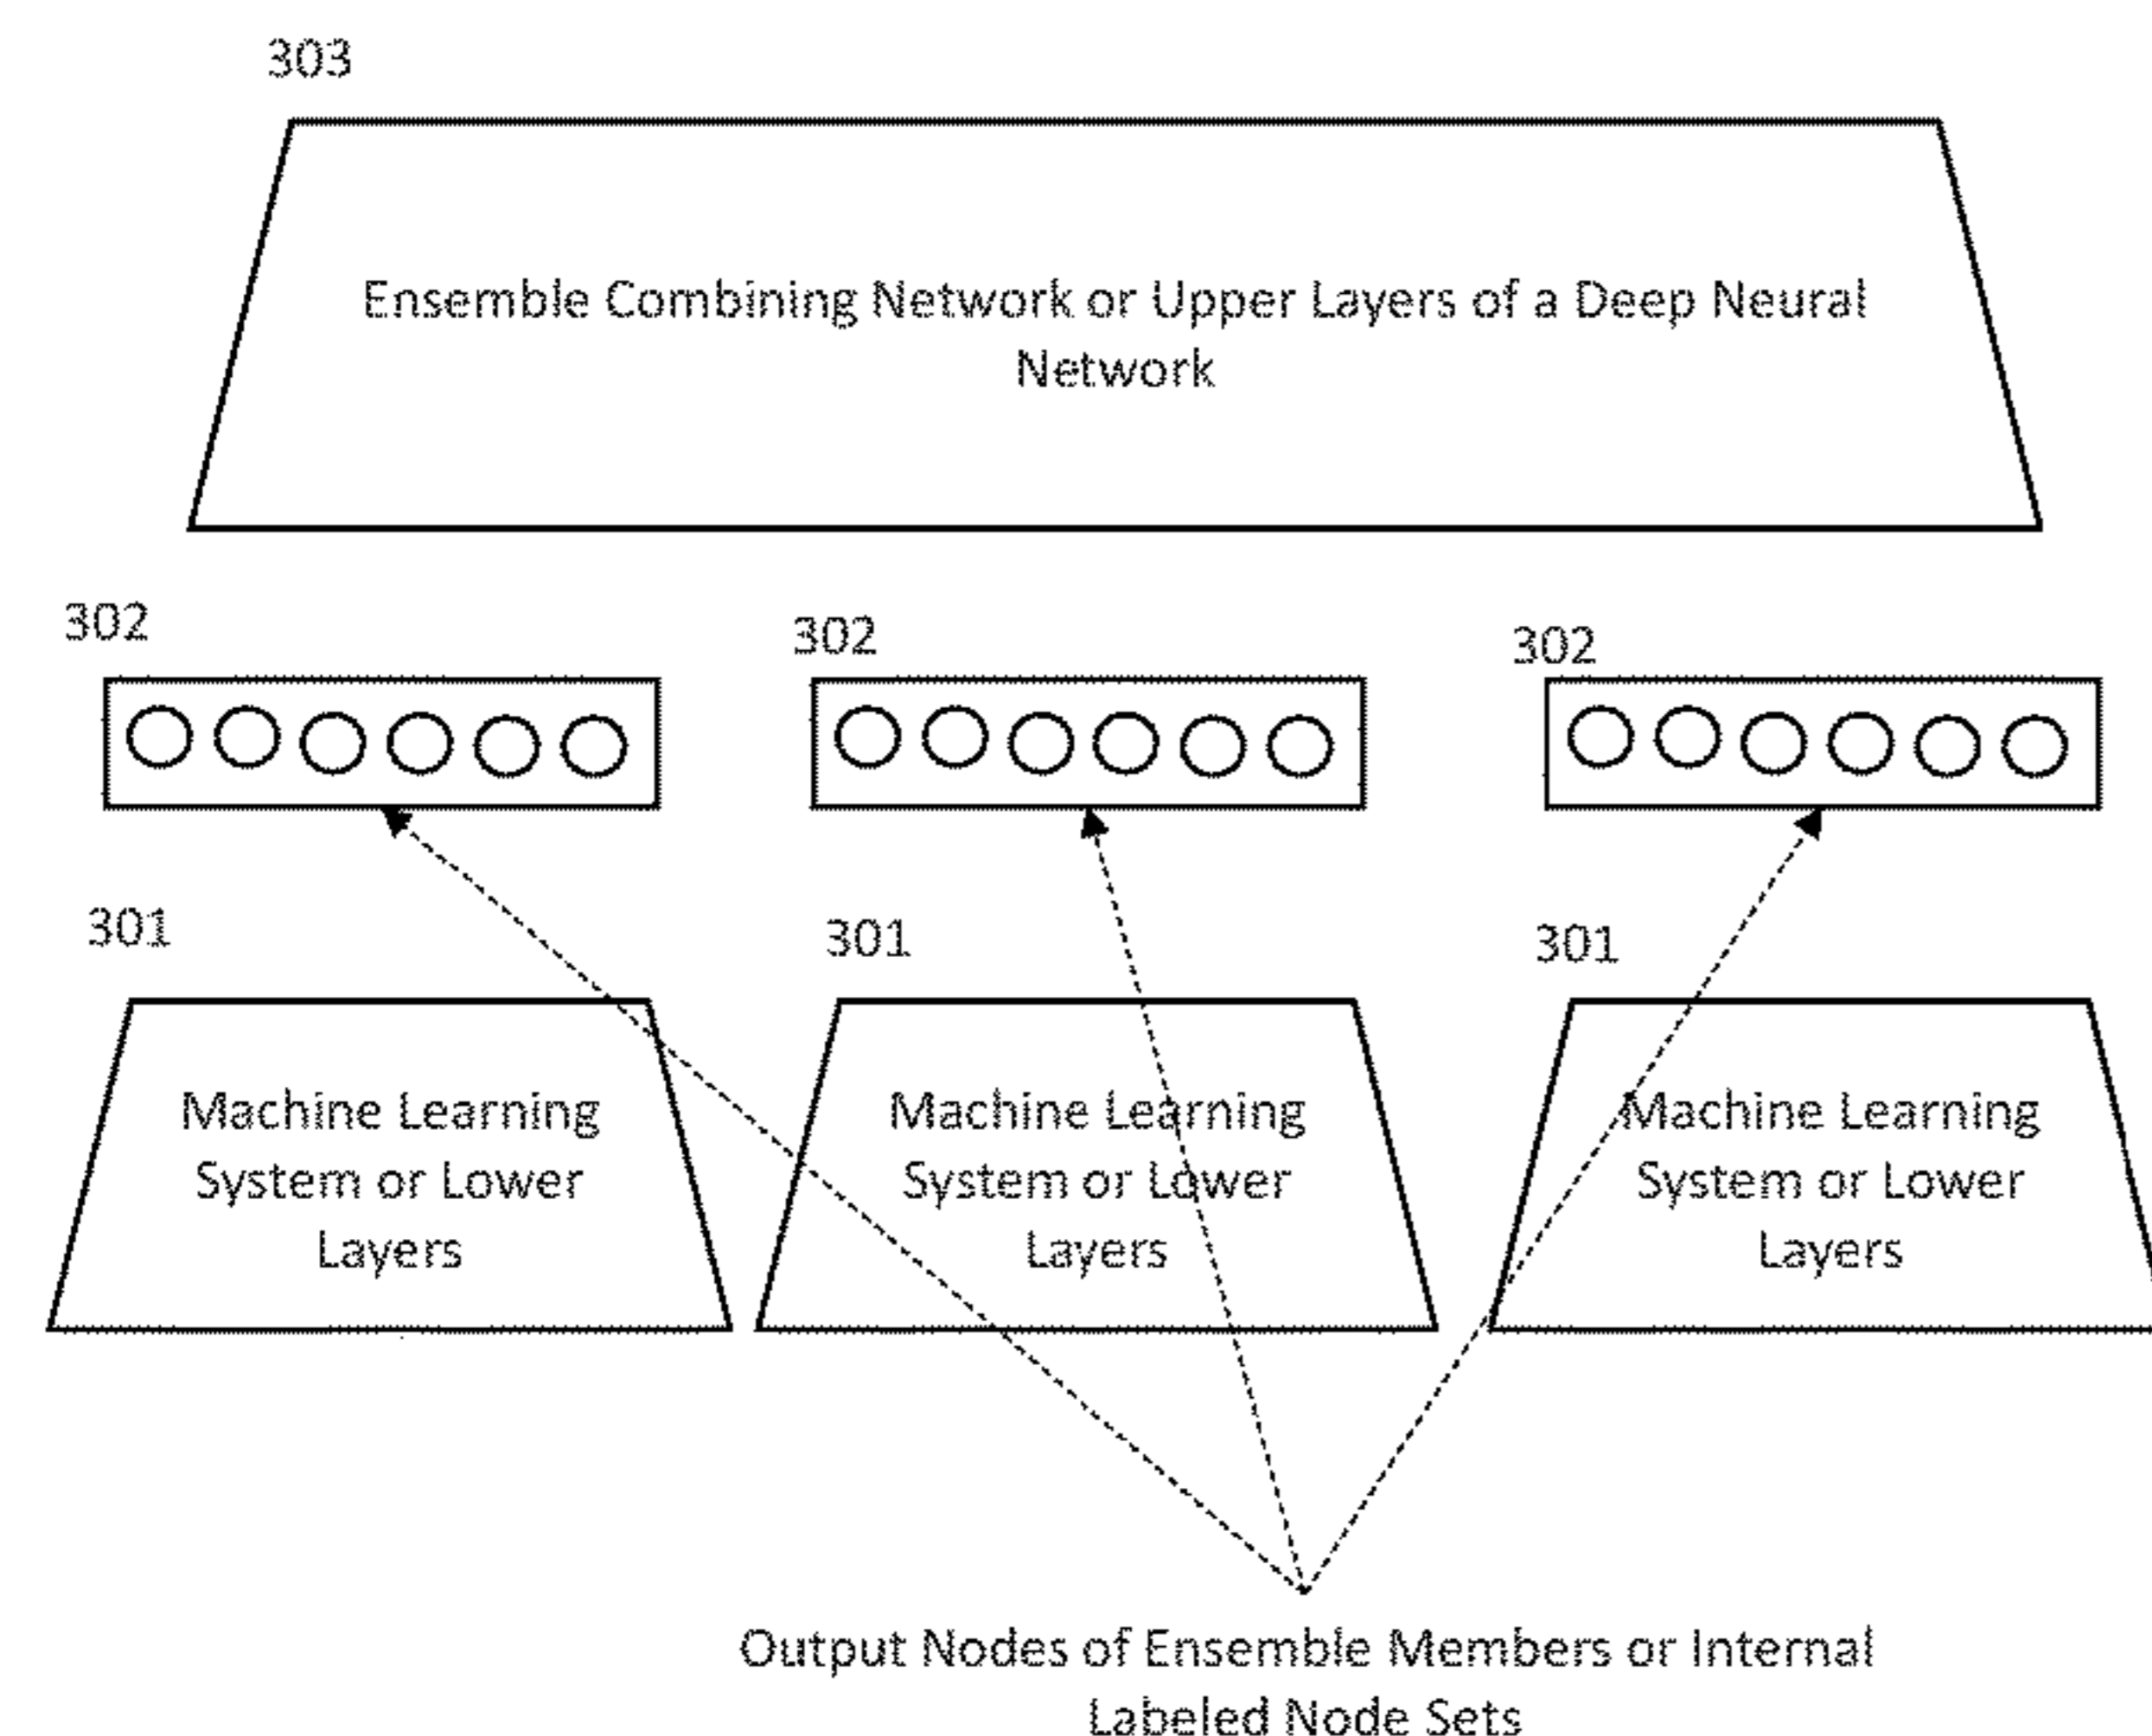 303
Ensemble Combining Network or Upper Layers of a Deep Neural
Network
302
302
302
301
301
301
Machine Learning
System or Lower
Layers
Machine Learning
System or Lower
Layers
Machine Learning
System or Lower
Layers
Output Nodes of Ensemble Members or Internal
Labeled Node Sets